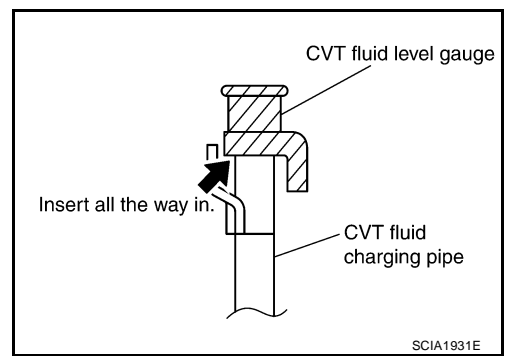 CVT fluid level gauge
Insert all the way in.
CVT fluid
charging pipe
SCIA1931E